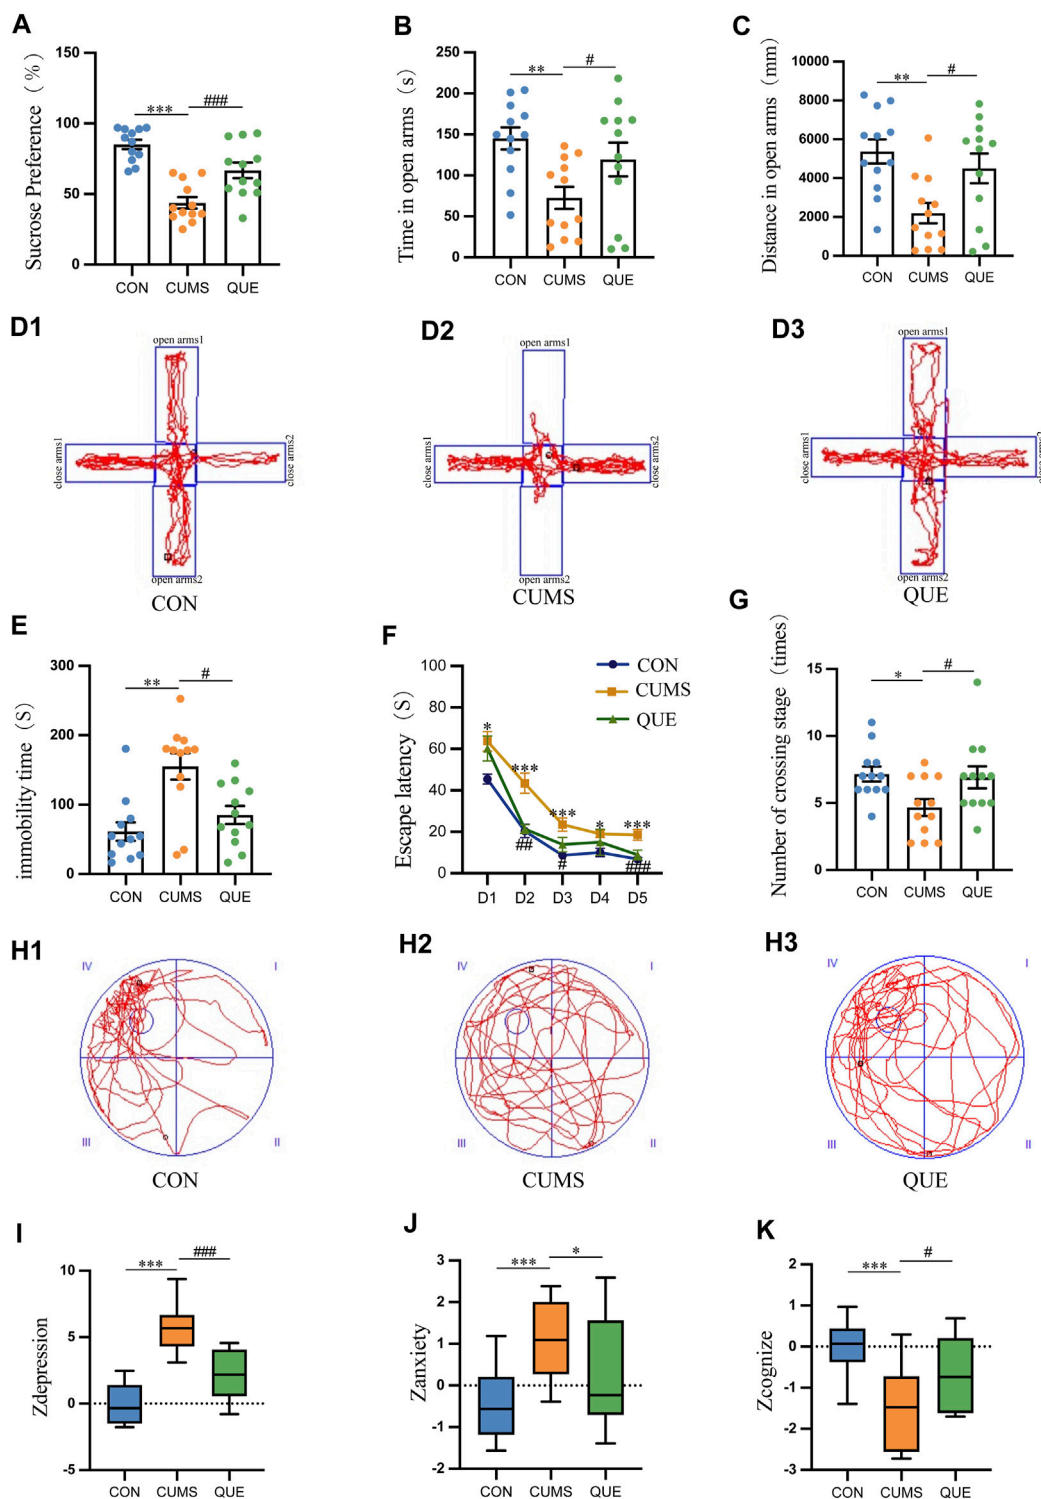 A
Sucrose Preference (%)
150
100
50
0
***
###
CON CUMS QUE
B
Time in open arms (s)
250
200
150
100
50
0
**
#
CON CUMS QUE
C
Distance in open arms (mm)
10000
8000
6000
4000
2000
0
**
#
CON CUMS QUE
D1
open arms1
close arms1
close arms2
open arms2
CON
D2
open arms1
close arms1
close arms2
open arms2
CUMS
D3
open arms1
close arms1
close arms2
open arms2
QUE
E
immobility time (S)
300
200
100
0
**
#
CON CUMS QUE
F
Escape latency (S)
100
80
60
40
20
0
CON
CUMS
QUE
*
***
***
*
***
##
#
###
D1 D2 D3 D4 D5
G
Number of crossing stage (times)
15
10
5
0
*
#
CON CUMS QUE
H1
IV I
III II
CON
H2
IV I
III II
CUMS
H3
IV I
III II
QUE
I
Zdepression
10
5
0
-5
***
###
CON CUMS QUE
J
Zanxiety
3
2
1
0
-1
-2
***
*
CON CUMS QUE
K
Zcognize
2
1
0
-1
-2
-3
***
#
CON CUMS QUE